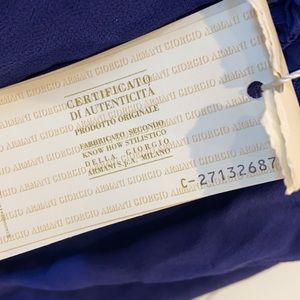 CERTIFICATO
DI AUTENTICITÀ
PRODOTTO ORIGINALE
FABBRICATO SECONDO
KNOW HOW STILISTICO
DELLA GIORGIO
ARMANI S.p.A. MILANO
C-27132687